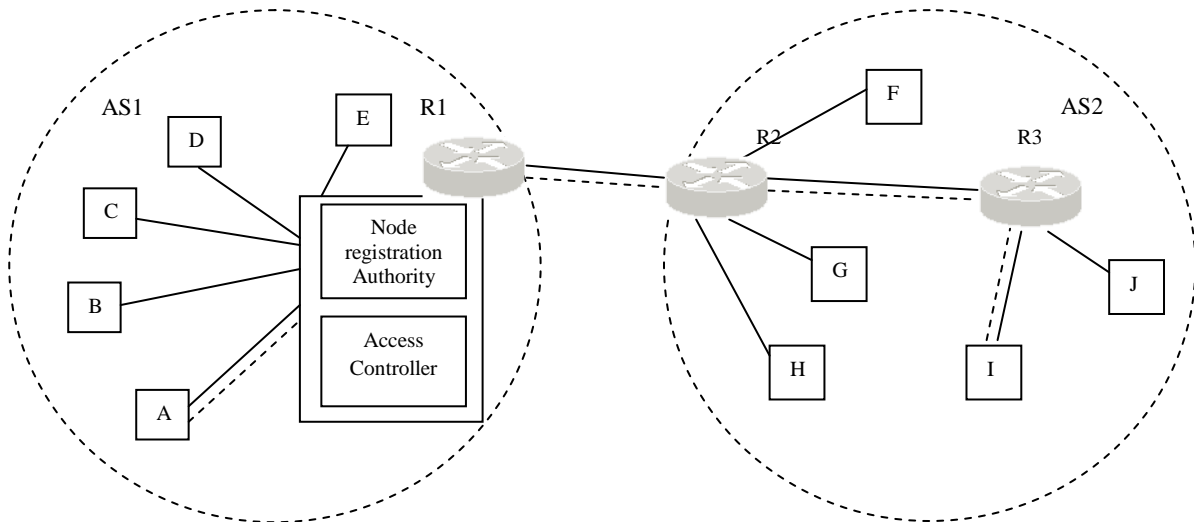 AS1
D
E
R1
C
B
A
Node
registration
Authority
Access
Controller
F
AS2
R2
R3
G
H
I
J